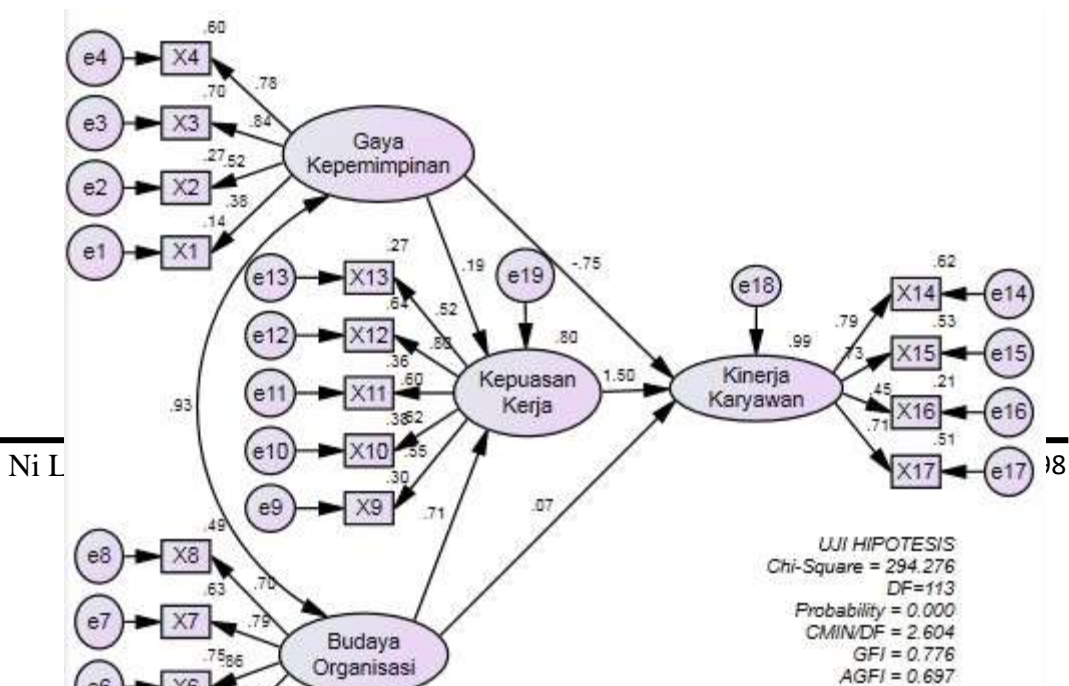 .60
e4 X4
.78
.70
e3 X3 .84
Gaya
Kepemimpinan
.27 .52
e2 X2
.38
.14
e1 X1
.27
e13 X13
.19
e19
-.75
e18
.62
X14 e14
.64
.52
.79
.53
e12 X12
.80
.80
.99
.73
X15 e15
.36
Kepuasan
Kerja
1.50
Kinerja
Karyawan
.45
.21
e11 X11 .60
X16 e16
.93
.38 .62
.71
.51
e10 X10
.55
X17 e17
Ni L
98
.30
e9 X9
.71
.07
.49
e8 X8
.70
.63
e7 X7 .79
Budaya
Organisasi
.75 .86
e6 X6
UJI HIPOTESIS
Chi-Square = 294.276
DF=113
Probability = 0.000
CMIN/DF = 2.604
GFI = 0.776
AGFI = 0.697